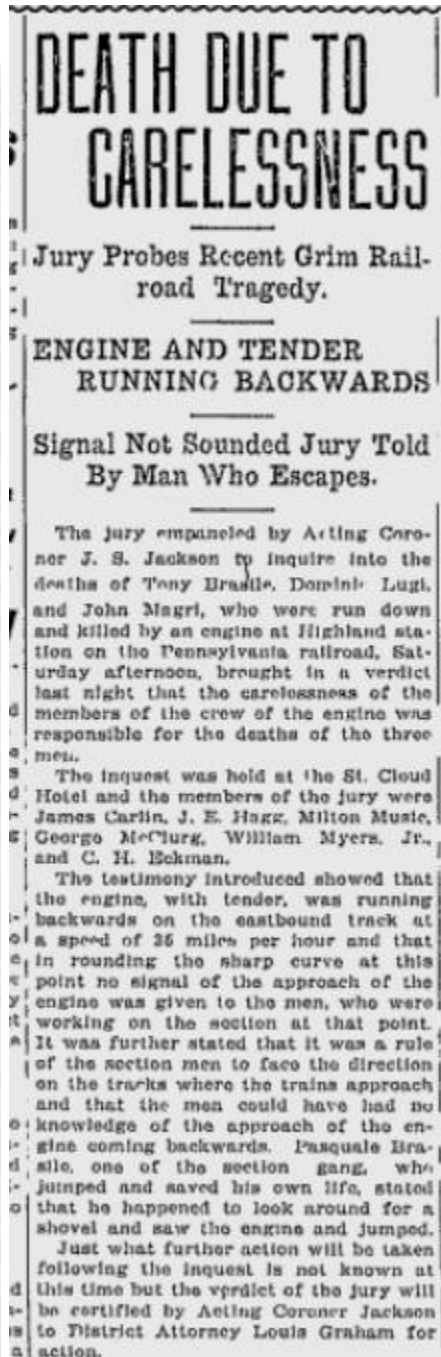 DEATH DUE TO
CARELESSNESS
Jury Probes Recent Grim Rail-
road Tragedy.
ENGINE AND TENDER
RUNNING BACKWARDS
Signal Not Sounded Jury Told
By Man Who Escapes.
The jury empaneled by Acting Coro-
ner J. S. Jackson to inquire into the
deaths of Tony Brasile, Dominic Lugi,
and John Magri, who were run down
and killed by an engine at Highland sta-
tion on the Pennsylvania railroad, Sat-
urday afternoon, brought in a verdict
last night that the carelessness of the
members of the crew of the engine was
responsible for the deaths of the three
men.
The inquest was held at the St. Cloud
Hotel and the members of the jury were
James Carlin, J. E. Hagg, Milton Music,
George McClurg, William Myers, Jr.,
and C. H. Eckman.
The testimony introduced showed that
the engine, with tender, was running
backwards on the eastbound track at
a speed of 35 miles per hour and that
in rounding the sharp curve at this
point no signal of the approach of the
engine was given to the men, who were
working on the section at that point.
It was further stated that it was a rule
of the section men to face the direction
on the tracks where the trains approach
and that the men could have had no
knowledge of the approach of the en-
gine coming backwards. Pasquale Bra-
sile, one of the section gang, who
jumped and saved his own life, stated
that he happened to look around for a
shovel and saw the engine and jumped.
Just what further action will be taken
following the inquest is not known at
this time but the verdict of the jury will
be certified by Acting Coroner Jackson
to District Attorney Louis Graham for
action.